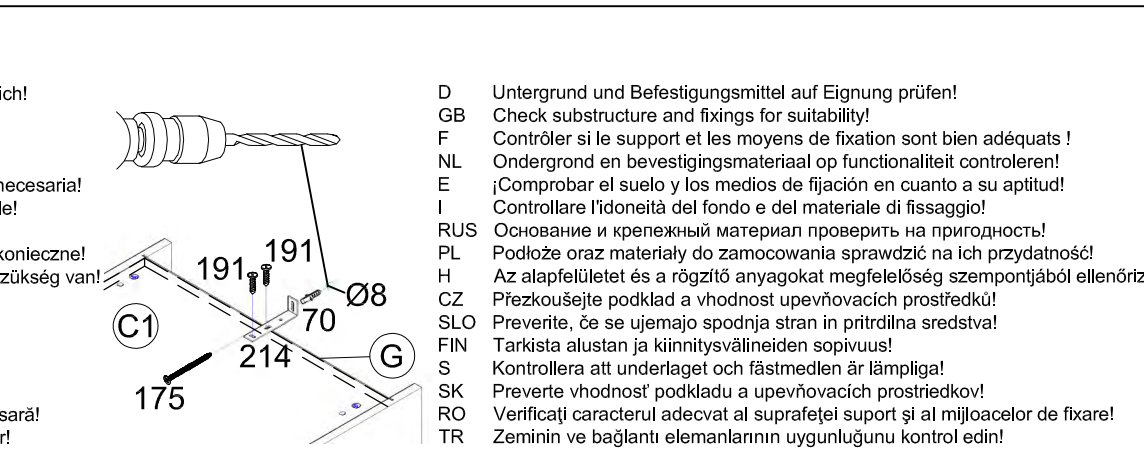 ich!
necesaria!
le!
konieczne!
zükség van!
sară!
r!
191
191
Ø8
70
C1
214
G
175
D Untergrund und Befestigungsmittel auf Eignung prüfen!
GB Check substructure and fixings for suitability!
F Contrôler si le support et les moyens de fixation sont bien adéquats !
NL Ondergrond en bevestigingsmateriaal op functionaliteit controleren!
E ¡Comprobar el suelo y los medios de fijación en cuanto a su aptitud!
I Controllare l'idoneità del fondo e del materiale di fissaggio!
RUS Основание и крепежный материал проверить на пригодность!
PL Podłoże oraz materiały do zamocowania sprawdzić na ich przydatność!
H Az alapfelületet és a rögzítő anyagokat megfelelőség szempontjából ellenőriz
CZ Přezkoušejte podklad a vhodnost upevňovacích prostředků!
SLO Preverite, če se ujemajo spodnja stran in pritrdilna sredstva!
FIN Tarkista alustan ja kiinnitysvälineiden sopivuus!
S Kontrollera att underlaget och fästmedlen är lämpliga!
SK Preverte vhodnosť podkladu a upevňovacích prostriedkov!
RO Verificaţi caracterul adecvat al suprafeţei suport şi al mijloacelor de fixare!
TR Zeminin ve bağlantı elemanlarının uygunluğunu kontrol edin!